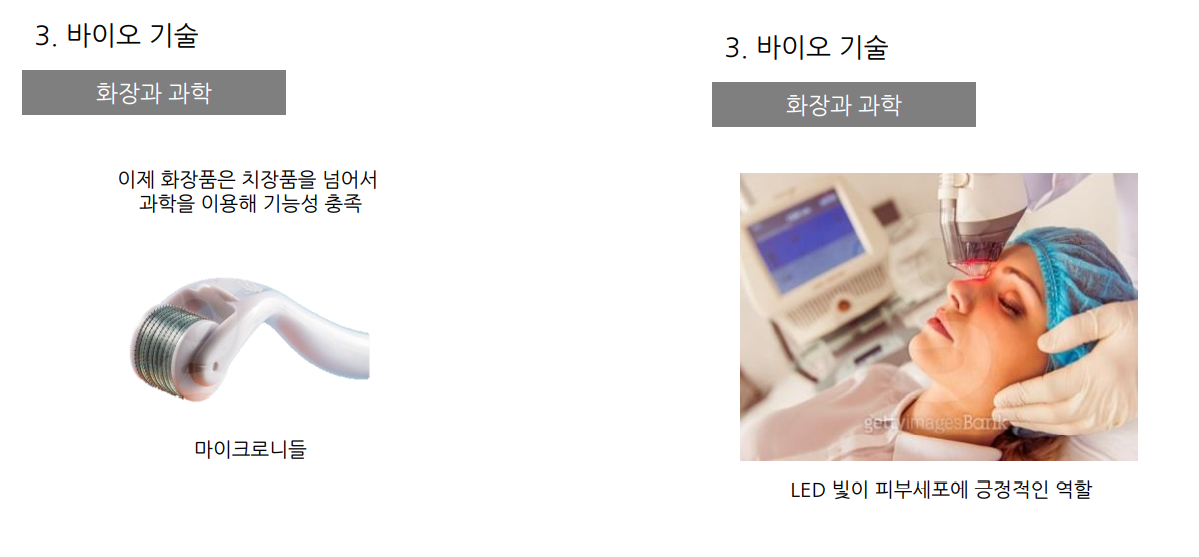 3. 바이오 기술
화장과 과학
이제 화장품은 치장품을 넘어서
과학을 이용해 기능성 충족
마이크로니들
3. 바이오 기술
화장과 과학
gettyimagesBank
LED 빛이 피부세포에 긍정적인 역할